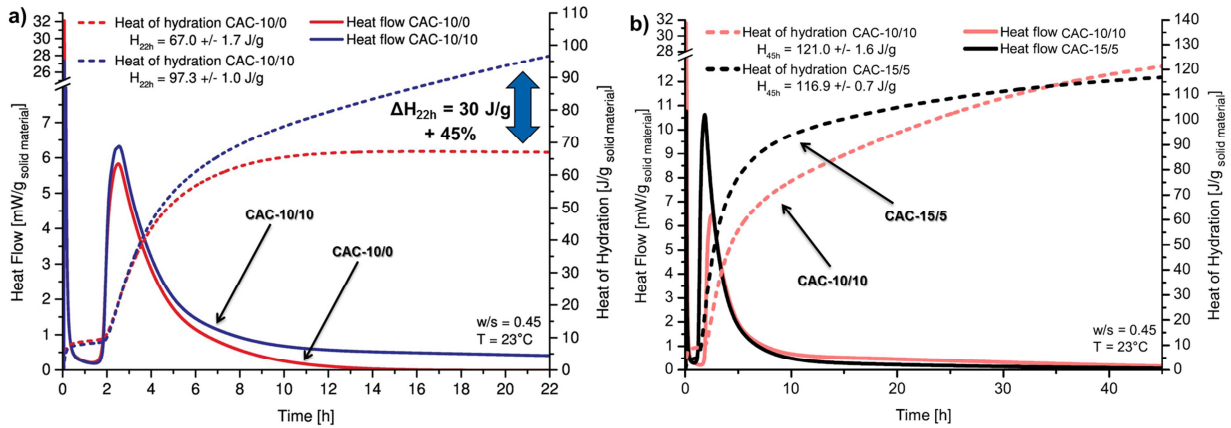 a)
Heat of hydration CAC-10/0
H22h = 67.0 +/- 1.7 J/g
Heat of hydration CAC-10/10
H22h = 97.3 +/- 1.0 J/g
Heat flow CAC-10/0
Heat flow CAC-10/10
ΔH22h = 30 J/g
+ 45%
CAC-10/10
CAC-10/0
w/s = 0.45
T = 23°C
Heat Flow [mW/g solid material]
32
30
28
26
7
6
5
4
3
2
1
0
Heat of Hydration [J/g solid material]
110
100
90
80
70
60
50
40
30
20
10
0
0 2 4 6 8 10 12 14 16 18 20 22
Time [h]
b)
Heat of hydration CAC-10/10
H45h = 121.0 +/- 1.6 J/g
Heat of hydration CAC-15/5
H45h = 116.9 +/- 0.7 J/g
Heat flow CAC-10/10
Heat flow CAC-15/5
CAC-15/5
CAC-10/10
w/s = 0.45
T = 23°C
Heat Flow [mW/g solid material]
32
30
28
26
12
11
10
9
8
7
6
5
4
3
2
1
0
Heat of Hydration [J/g solid material]
140
130
120
110
100
90
80
70
60
50
40
30
20
10
0
0 10 20 30 40
Time [h]